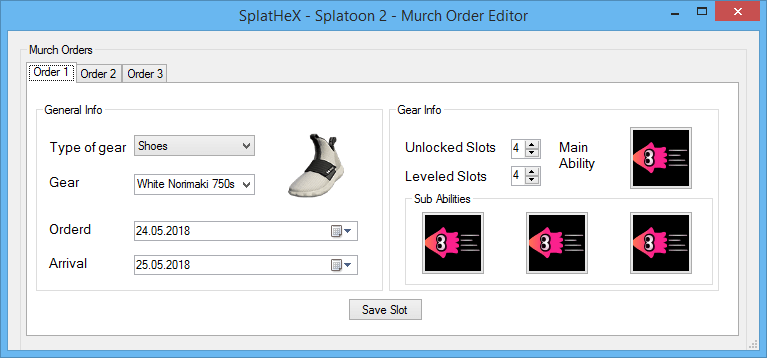 SplatHeX - Splatoon 2 - Murch Order Editor
Murch Orders
Order 1 Order 2 Order 3
General Info
Type of gear Shoes
Gear White Norimaki 750s
Orderd 24.05.2018
Arrival 25.05.2018
Gear Info
Unlocked Slots 4 Main Ability
Leveled Slots 4
Sub Abilities
Save Slot